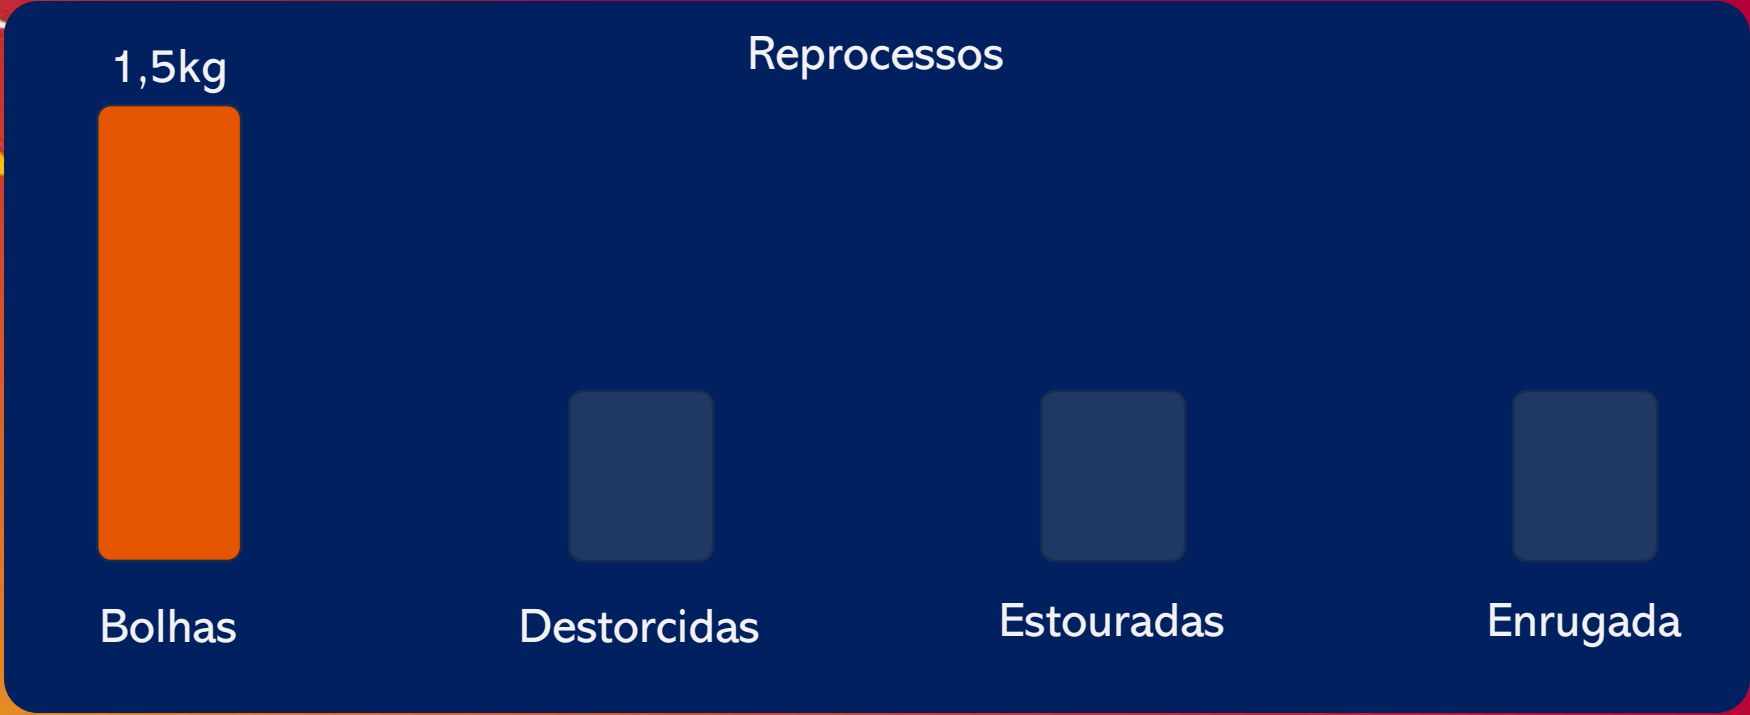 Reprocessos
1,5kg
Bolhas
Destorcidas
Estouradas
Enrugada